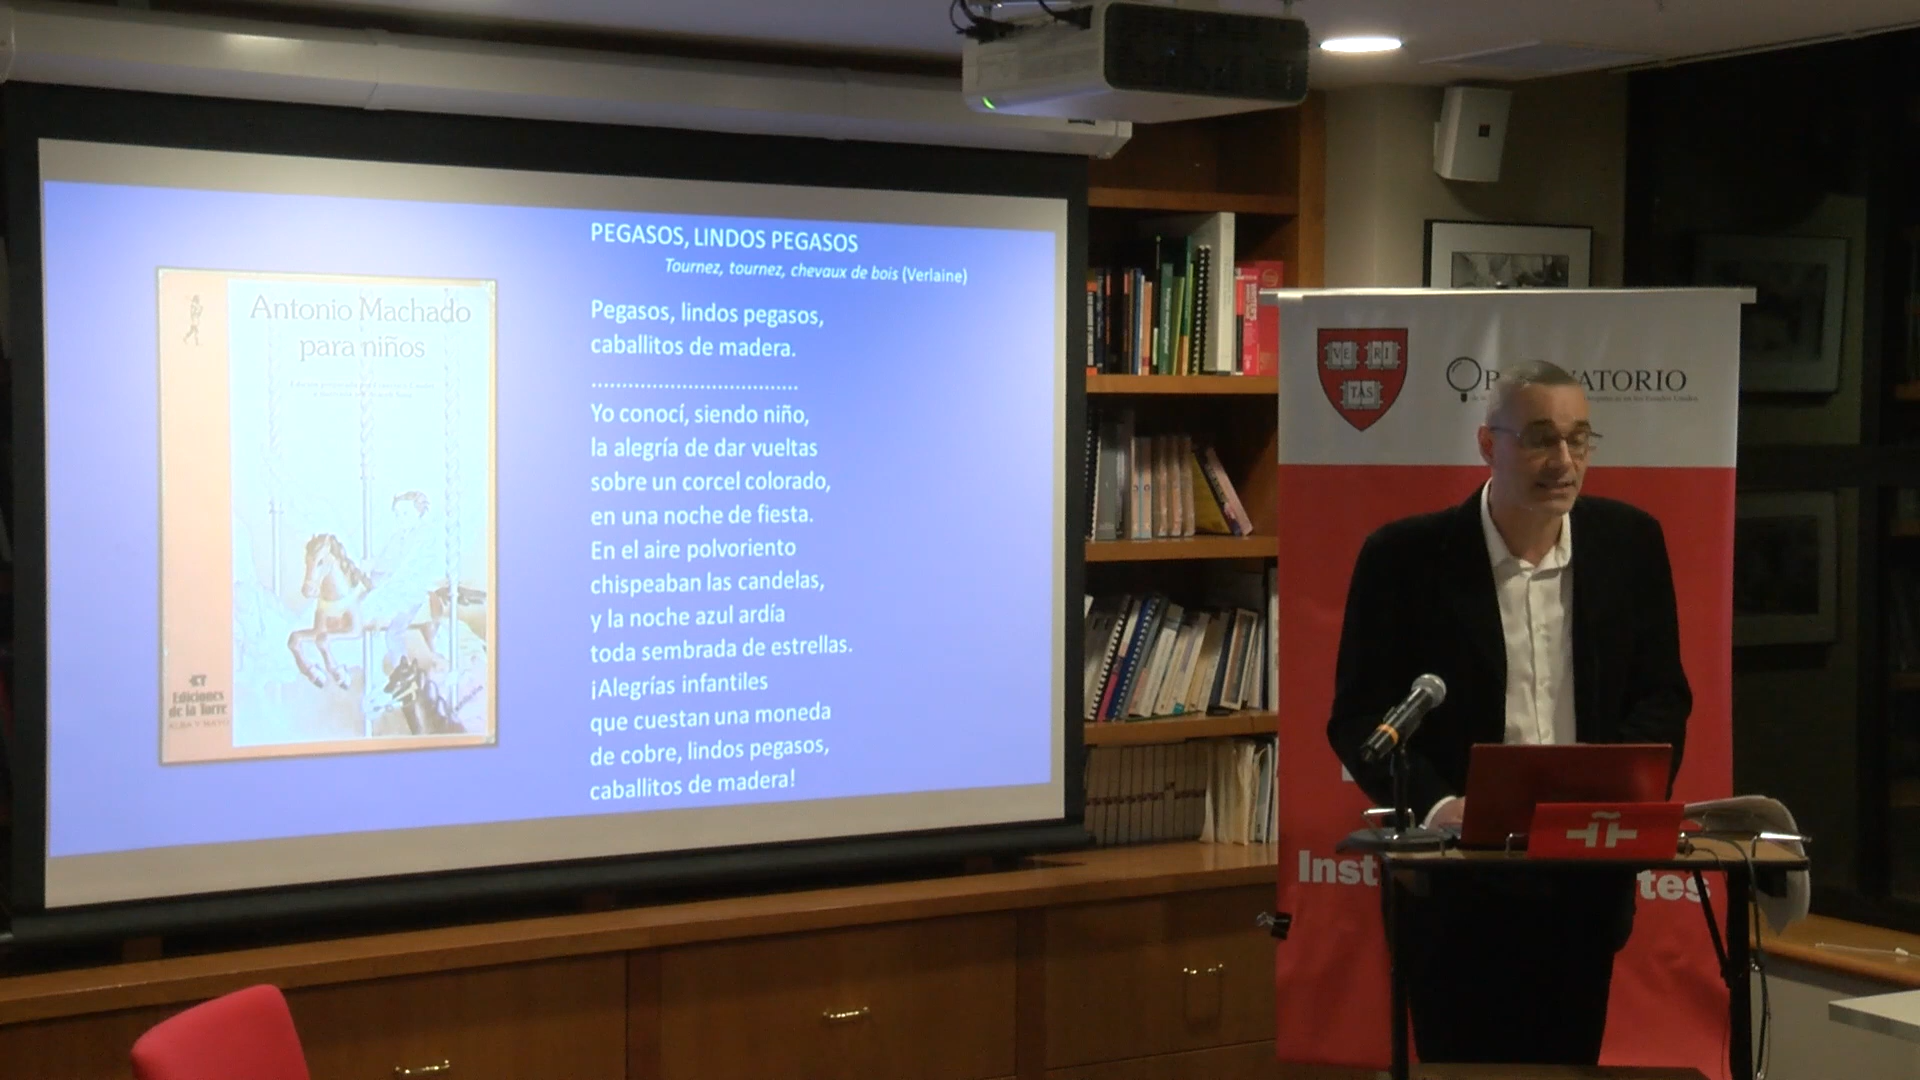 Antonio Machado
para niños
Ediciones
de la Torre
ALBA Y MAYO
PEGASOS, LINDOS PEGASOS
Tournez, tournez, chevaux de bois (Verlaine)
Pegasos, lindos pegasos,
caballitos de madera.
.................................
Yo conocí, siendo niño,
la alegría de dar vueltas
sobre un corcel colorado,
en una noche de fiesta.
En el aire polvoriento
chispeaban las candelas,
y la noche azul ardía
toda sembrada de estrellas.
¡Alegrías infantiles
que cuestan una moneda
de cobre, lindos pegasos,
caballitos de madera!
VE RI
TAS
Inst tes